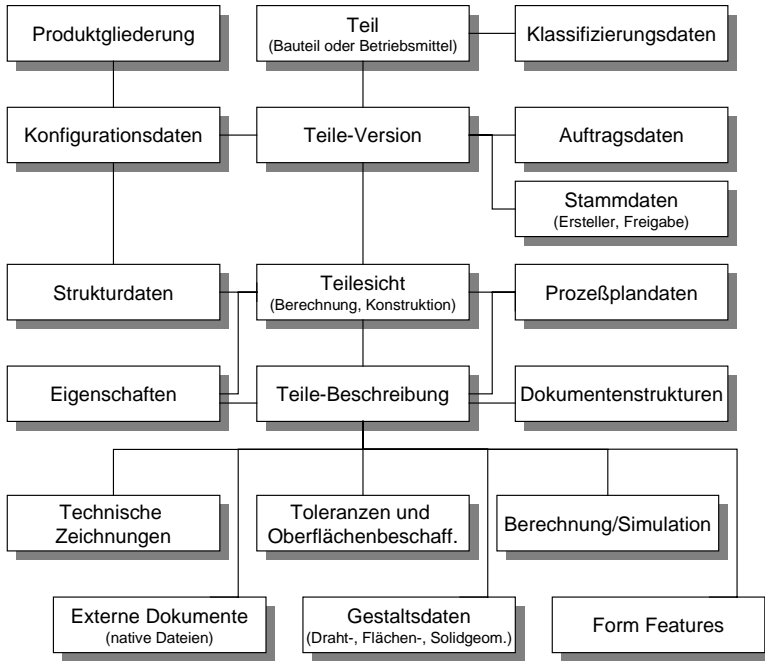 Produktgliederung
Teil
(Bauteil oder Betriebsmittel)
Klassifizierungsdaten
Konfigurationsdaten
Teile-Version
Auftragsdaten
Stammdaten
(Ersteller, Freigabe)
Strukturdaten
Teilesicht
(Berechnung, Konstruktion)
Prozeßplandaten
Eigenschaften
Teile-Beschreibung
Dokumentenstrukturen
Technische
Zeichnungen
Toleranzen und
Oberflächenbeschaff.
Berechnung/Simulation
Externe Dokumente
(native Dateien)
Gestaltsdaten
(Draht-, Flächen-, Solidgeom.)
Form Features